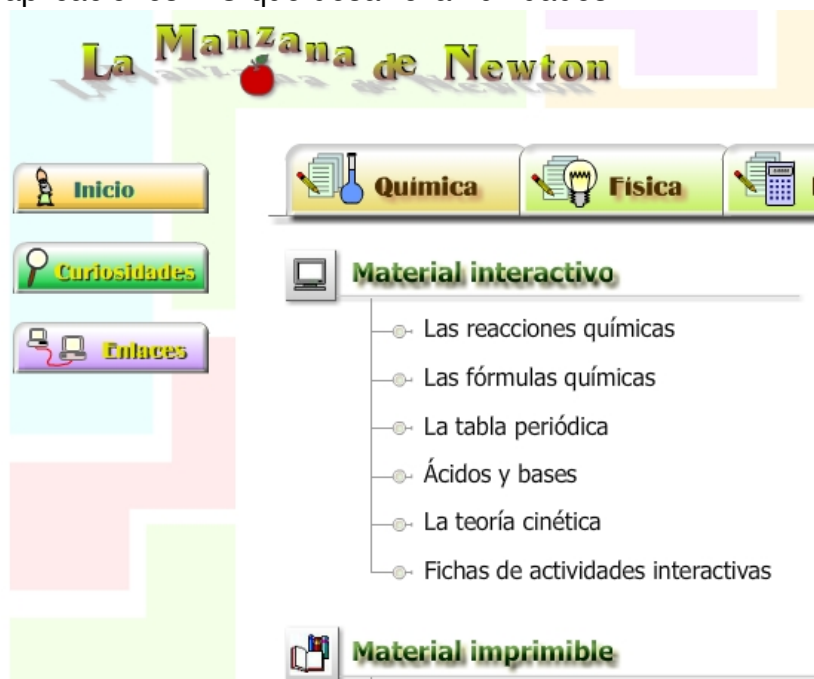 La Manzana de Newton
Inicio
Curiosidades
Enlaces
Química
Física
Material interactivo
Las reacciones químicas
Las fórmulas químicas
La tabla periódica
Ácidos y bases
La teoría cinética
Fichas de actividades interactivas
Material imprimible